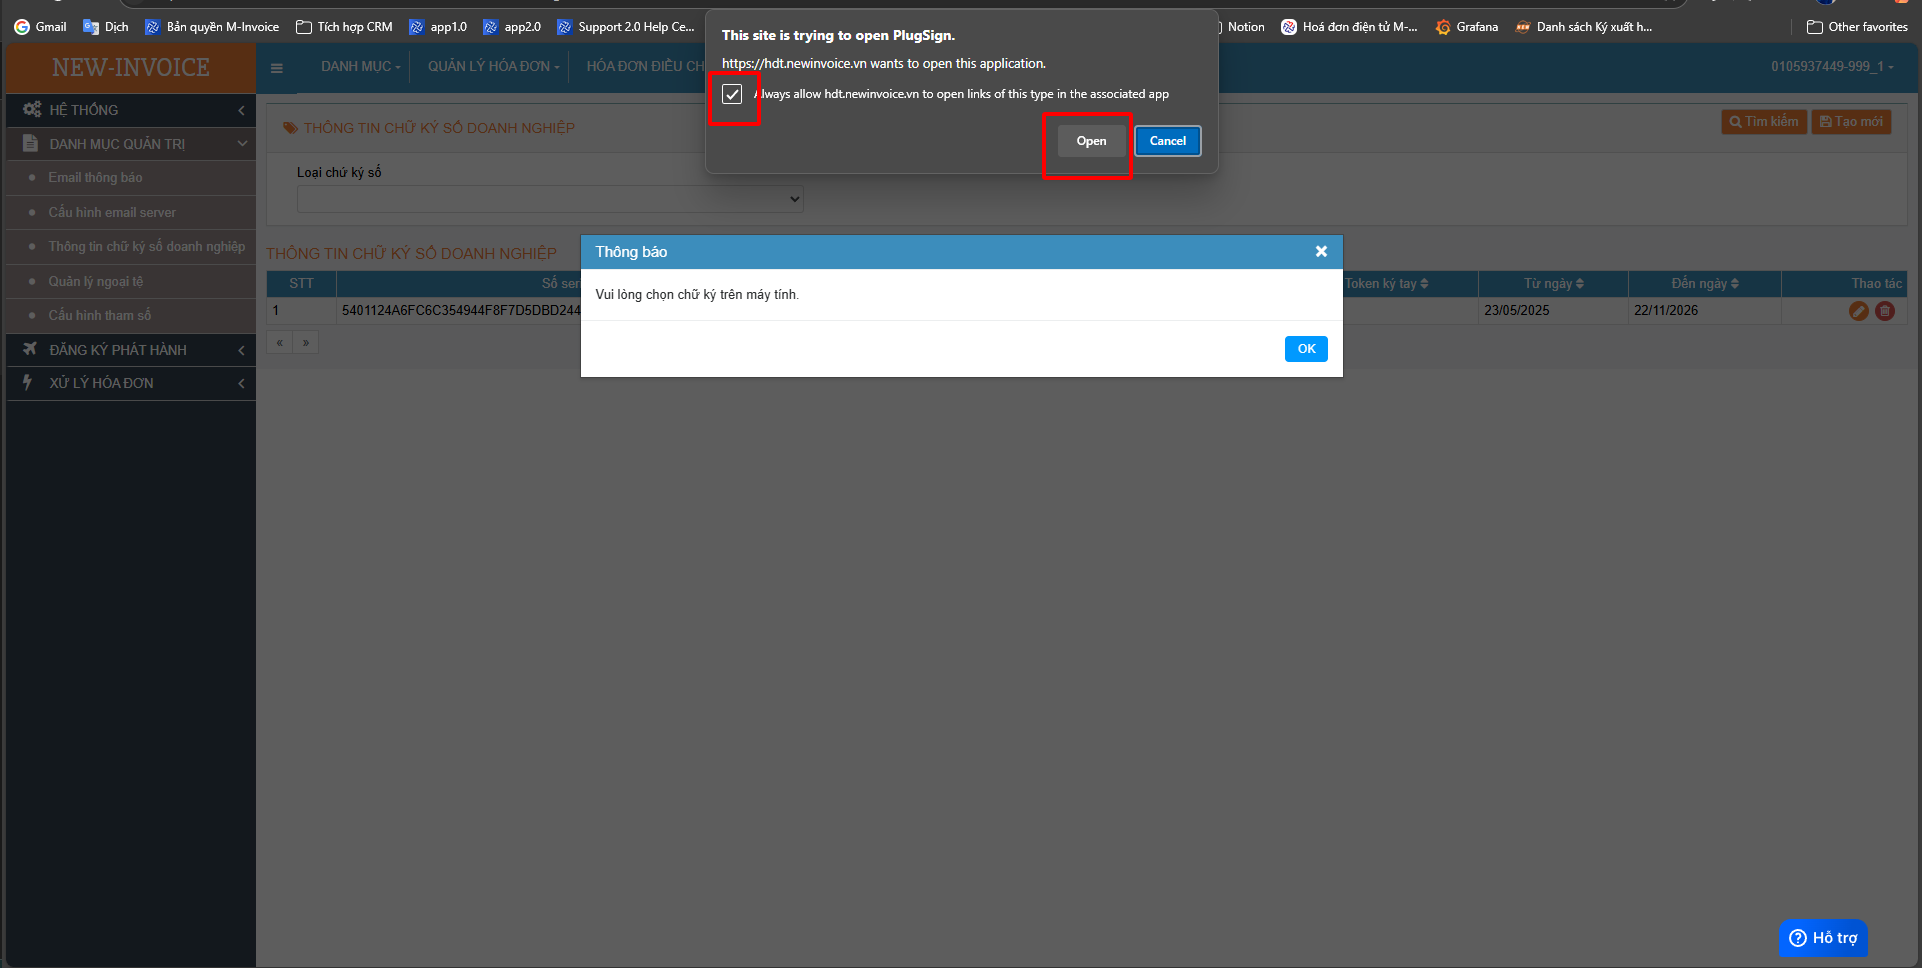 Gmail
Dịch
Bản quyền M-Invoice
Tích hợp CRM
app1.0
app2.0
Support 2.0 Help Ce...
Notion
Hoá đơn điện tử M-...
Grafana
Danh sách Ký xuất h...
Other favorites
This site is trying to open PlugSign.
https://hdt.newinvoice.vn wants to open this application.
Always allow hdt.newinvoice.vn to open links of this type in the associated app
Open
Cancel
NEW-INVOICE
DANH MỤC
QUẢN LÝ HÓA ĐƠN
HÓA ĐƠN ĐIỀU CH
0105937449-999_1
HỆ THỐNG
DANH MỤC QUẢN TRỊ
Email thông báo
Cấu hình email server
Thông tin chữ ký số doanh nghiệp
Quản lý ngoại tệ
Cấu hình tham số
ĐĂNG KÝ PHÁT HÀNH
XỬ LÝ HÓA ĐƠN
THÔNG TIN CHỮ KÝ SỐ DOANH NGHIỆP
Tìm kiếm
Tạo mới
Loại chữ ký số
THÔNG TIN CHỮ KÝ SỐ DOANH NGHIỆP
STT
Số ser
Token ký tay
Từ ngày
Đến ngày
Thao tác
1
5401124A6FC6C354944F8F7D5DBD244
23/05/2025
22/11/2026
«
»
Thông báo
Vui lòng chọn chữ ký trên máy tính.
OK
Hỗ trợ